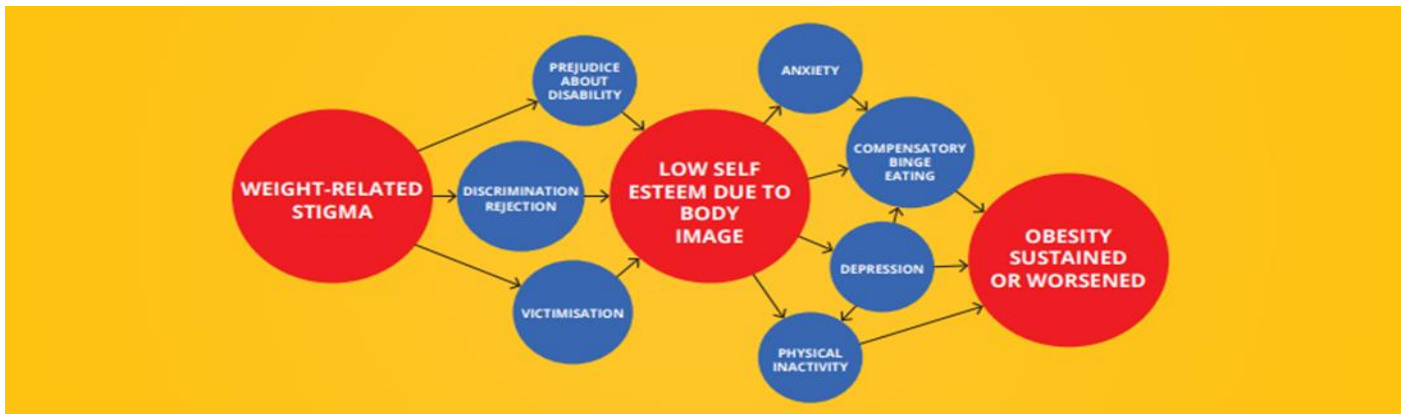 WEIGHT-RELATED
STIGMA
PREJUDICE
ABOUT
DISABILITY
DISCRIMINATION
REJECTION
VICTIMISATION
LOW SELF
ESTEEM DUE TO
BODY
IMAGE
ANXIETY
COMPENSATORY
BINGE
EATING
DEPRESSION
PHYSICAL
INACTIVITY
OBESITY
SUSTAINED
OR WORSENED